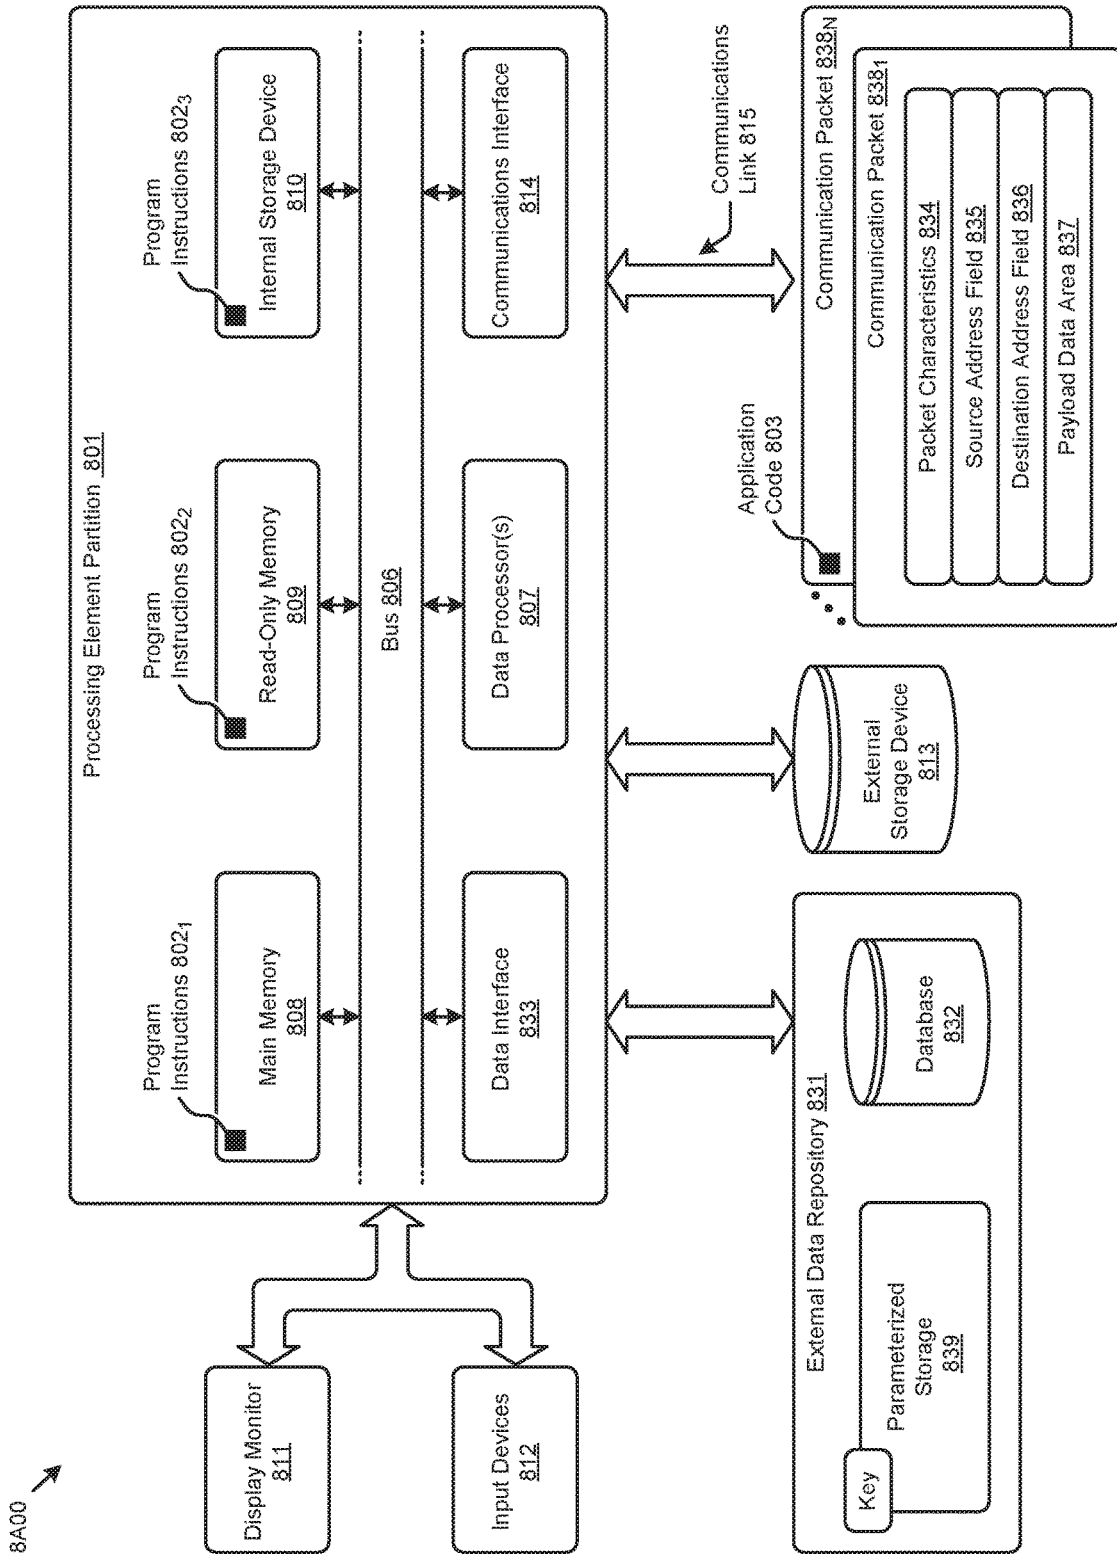 8A00
Processing Element Partition 801
Program
Instructions 802₁
Program
Instructions 802₂
Program
Instructions 802₃
Main Memory
808
Read-Only Memory
809
Internal Storage Device
810
Display Monitor
811
Bus 806
Input Devices
812
Data Interface
833
Data Processor(s)
807
Communications Interface
814
Communications
Link 815
External Data Repository 831
Key
Parameterized
Storage
839
Database
832
External
Storage Device
813
Application
Code 803
Communication Packet 838N
Communication Packet 838₁
Packet Characteristics 834
Source Address Field 835
Destination Address Field 836
Payload Data Area 837